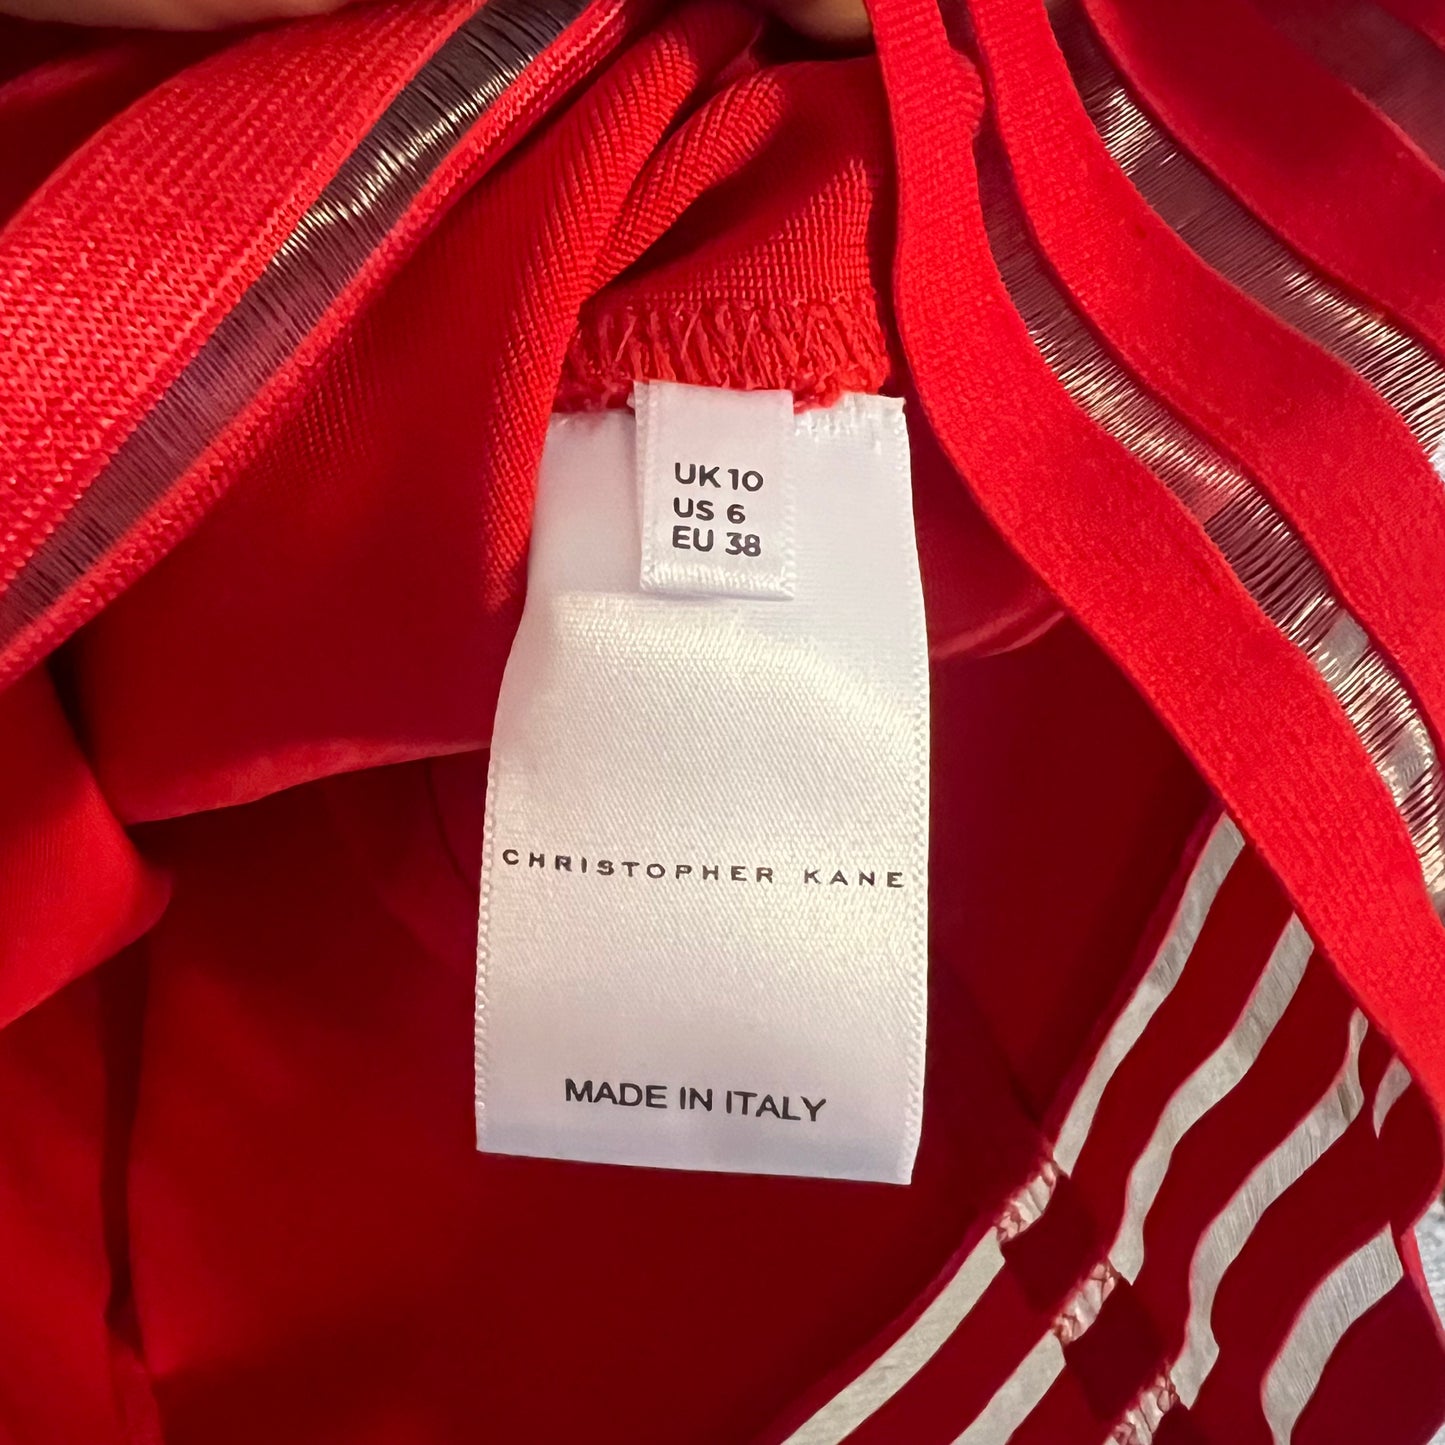 UK 10
US 6
EU 38
CHRISTOPHER KANE
MADE IN ITALY